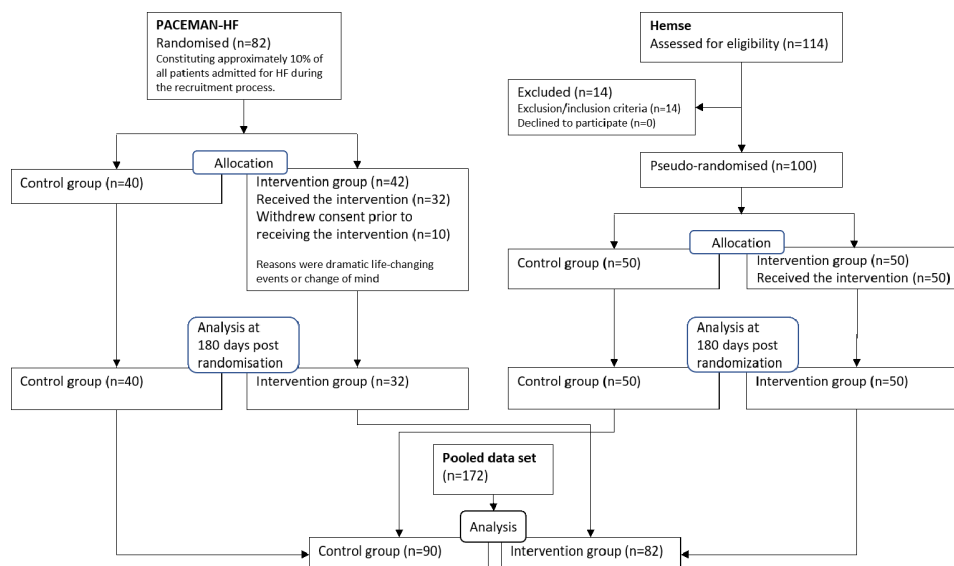 PACEMAN-HF
Randomised (n=82)
Constituting approximately 10% of
all patients admitted for HF during
the recruitment process.
Hemse
Assessed for eligibility (n=114)
Excluded (n=14)
Exclusion/inclusion criteria (n=14)
Declined to participate (n=0)
Pseudo-randomised (n=100)
Allocation
Control group (n=40)
Intervention group (n=42)
Received the intervention (n=32)
Withdrew consent prior to
receiving the intervention (n=10)
Reasons were dramatic life-changing
events or change of mind
Allocation
Control group (n=50)
Intervention group (n=50)
Received the intervention (n=50)
Analysis at
180 days post
randomisation
Control group (n=40)
Intervention group (n=32)
Analysis at
180 days post
randomization
Control group (n=50)
Intervention group (n=50)
Pooled data set
(n=172)
Analysis
Control group (n=90)
Intervention group (n=82)